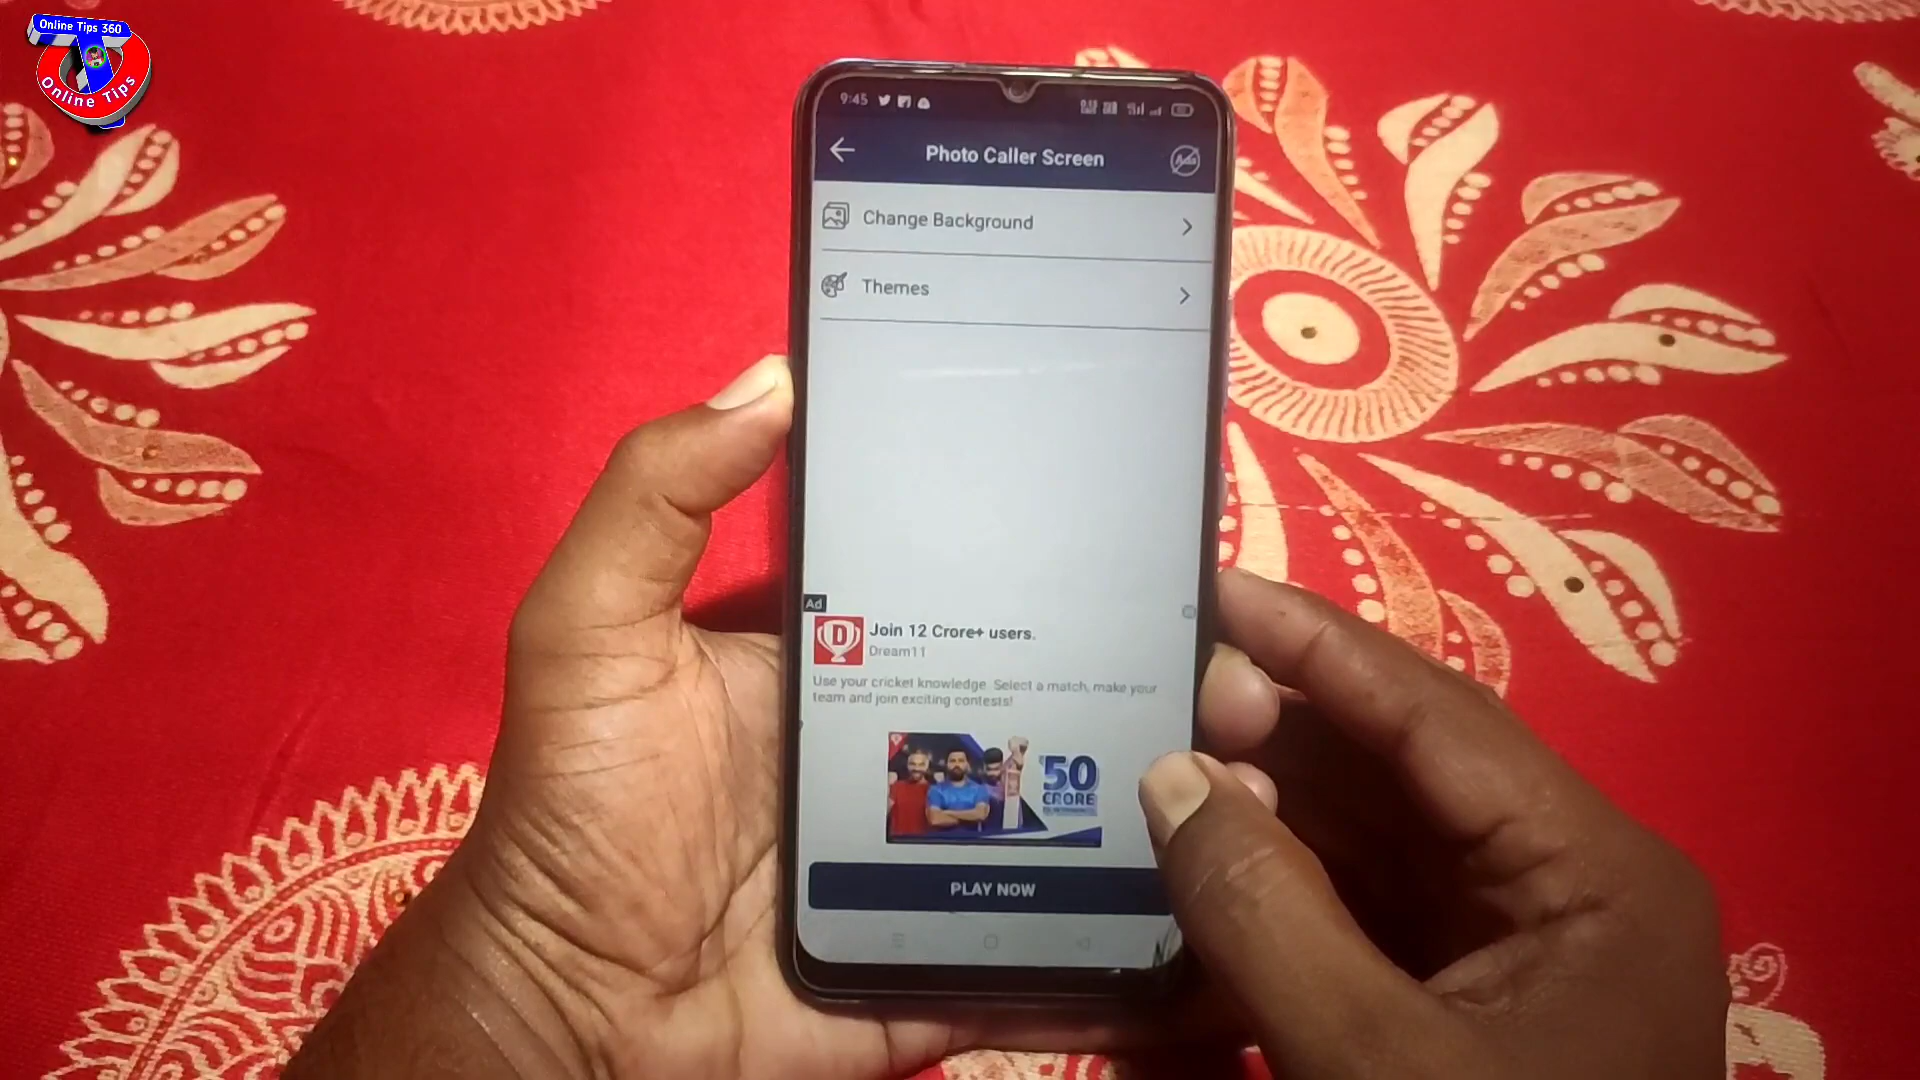 Online Tips 360
Online Tips
9:45
Photo Caller Screen
Ads
Change Background
Themes
Ad
Join 12 Crore+ users.
Dream11
Use your cricket knowledge. Select a match, make your
team and join exciting contests!
50
CRORE
PLAY NOW